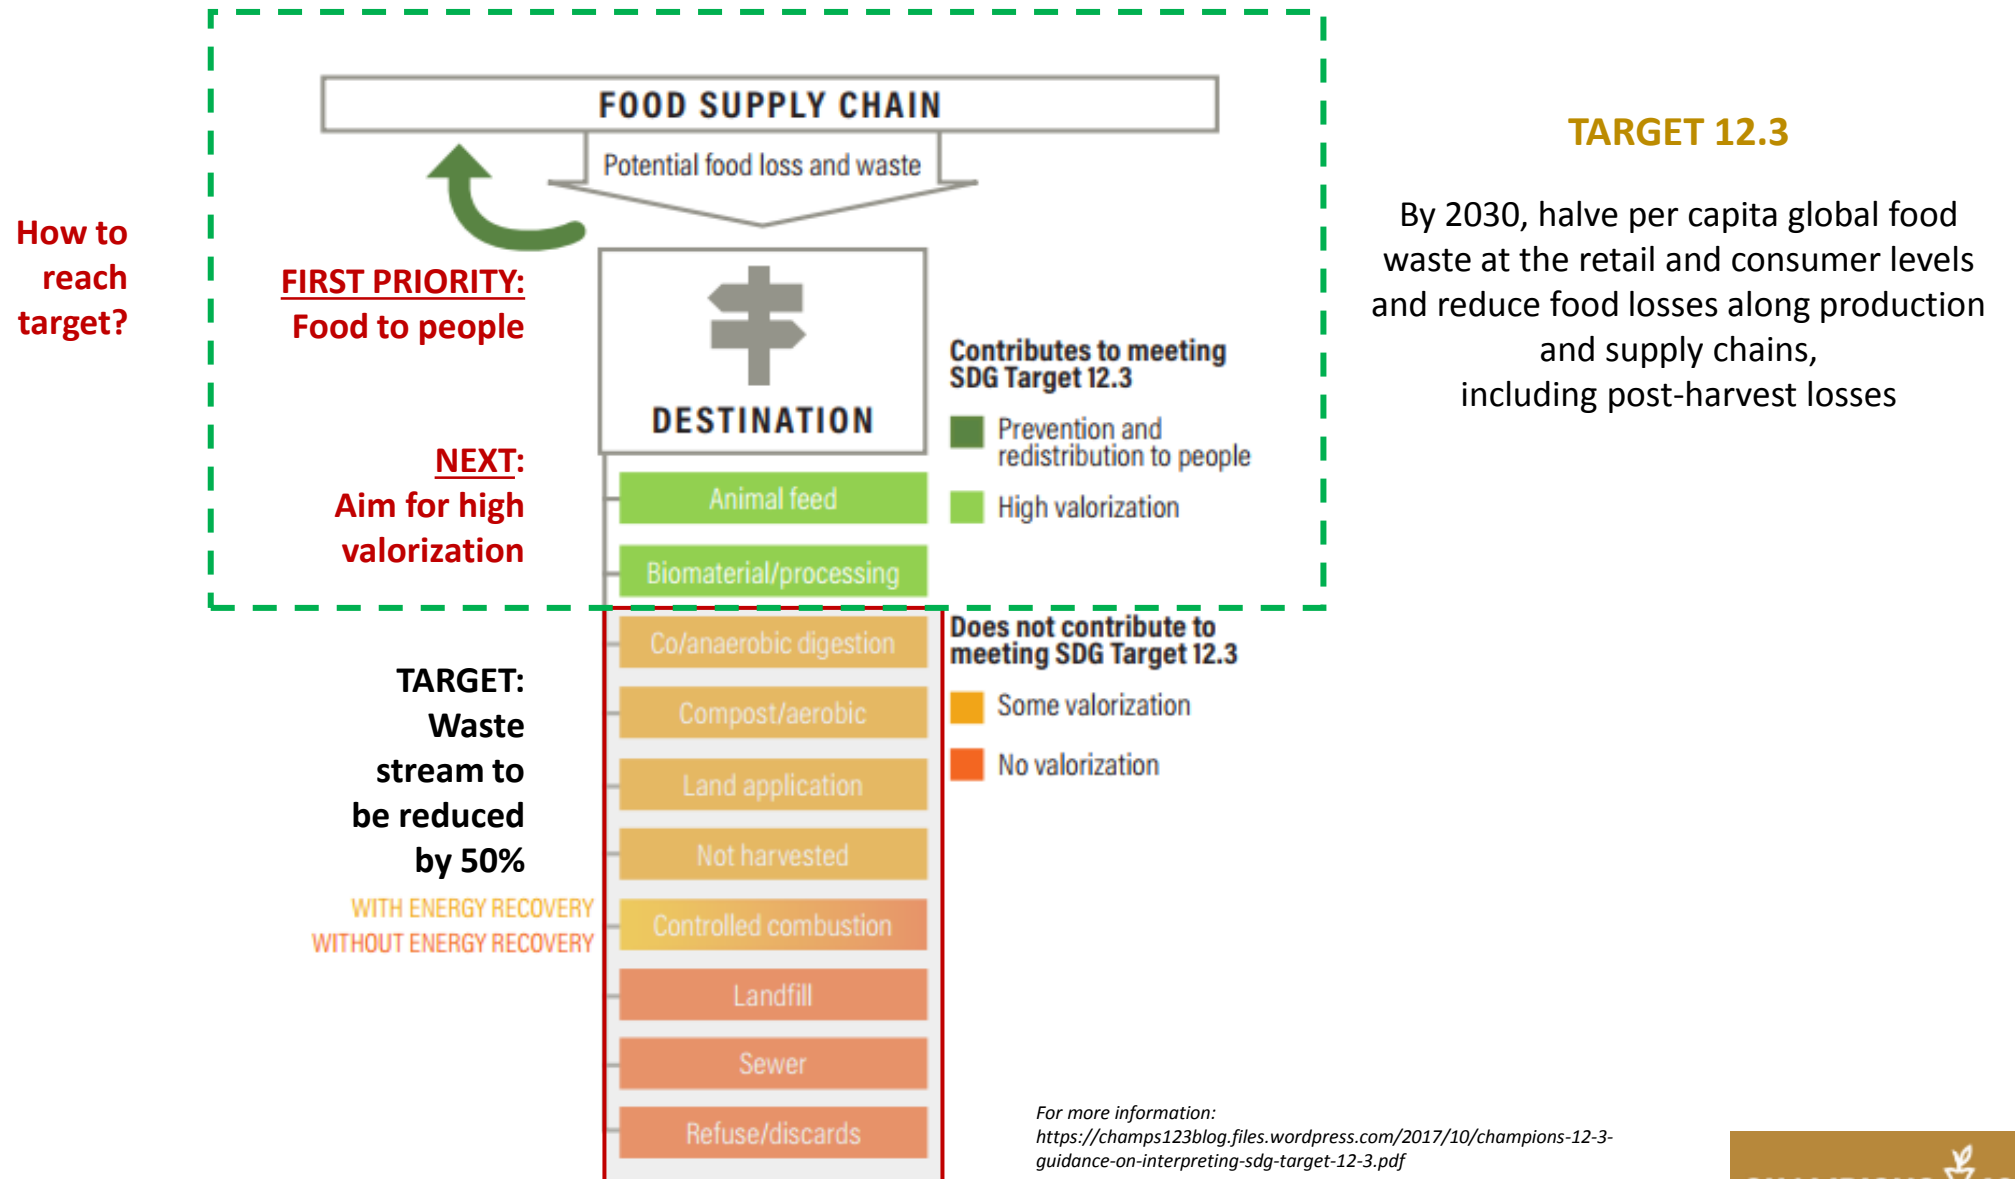 FOOD SUPPLY CHAIN
Potential food loss and waste
How to
reach
target?
FIRST PRIORITY:
Food to people
DESTINATION
NEXT:
Aim for high
valorization
Contributes to meeting
SDG Target 12.3
Prevention and
redistribution to people
High valorization
Animal feed
Biomaterial/processing
Co/anaerobic digestion
Compost/aerobic
Land application
Not harvested
Controlled combustion
Landfill
Sewer
Refuse/discards
Does not contribute to
meeting SDG Target 12.3
Some valorization
No valorization
TARGET:
Waste
stream to
be reduced
by 50%
WITH ENERGY RECOVERY
WITHOUT ENERGY RECOVERY
TARGET 12.3
By 2030, halve per capita global food
waste at the retail and consumer levels
and reduce food losses along production
and supply chains,
including post-harvest losses
For more information:
https://champs123blog.files.wordpress.com/2017/10/champions-12-3-
guidance-on-interpreting-sdg-target-12-3.pdf